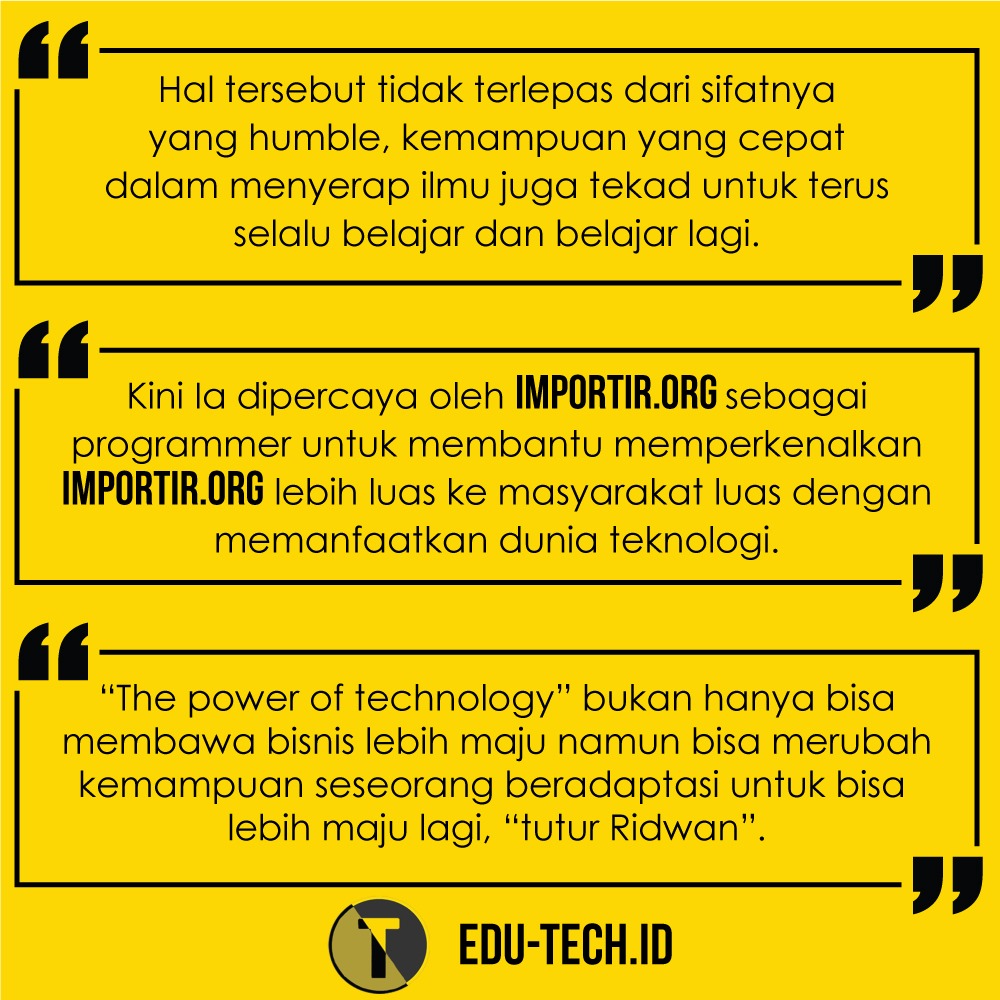 Hal tersebut tidak terlepas dari sifatnya
yang humble, kemampuan yang cepat
dalam menyerap ilmu juga tekad untuk terus
selalu belajar dan belajar lagi.
Kini Ia dipercaya oleh IMPORTIR.ORG sebagai
programmer untuk membantu memperkenalkan
IMPORTIR.ORG lebih luas ke masyarakat luas dengan
memanfaatkan dunia teknologi.
“The power of technology” bukan hanya bisa
membawa bisnis lebih maju namun bisa merubah
kemampuan seseorang beradaptasi untuk bisa
lebih maju lagi, “tutur Ridwan”.
T EDU-TECH.ID